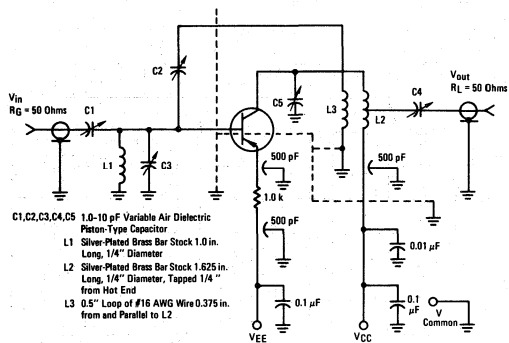 C2
Vin
RG = 50 Ohms
C1
L1
C3
C5
L3
L2
C4
Vout
RL = 50 Ohms
500 pF
500 pF
1.0 k
500 pF
0.01 µF
0.1 µF
0.1
µF
VEE
VCC
V
Common
C1,C2,C3,C4,C5 1.0-10 pF Variable Air Dielectric
Piston-Type Capacitor
L1 Silver-Plated Brass Bar Stock 1.0 in.
Long, 1/4" Diameter
L2 Silver-Plated Brass Bar Stock 1.625 in.
Long, 1/4" Diameter, Tapped 1/4 "
from Hot End
L3 0.5" Loop of #16 AWG Wire 0.375 in.
from and Parallel to L2